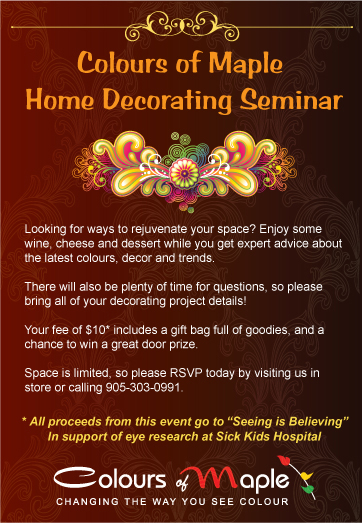 Colours of Maple
Home Decorating Seminar
Looking for ways to rejuvenate your space? Enjoy some
wine, cheese and dessert while you get expert advice about
the latest colours, decor and trends.
There will also be plenty of time for questions, so please
bring all of your decorating project details!
Your fee of $10* includes a gift bag full of goodies, and a
chance to win a great door prize.
Space is limited, so please RSVP today by visiting us in
store or calling 905-303-0991.
* All proceeds from this event go to “Seeing is Believing”
In support of eye research at Sick Kids Hospital
Colours of Maple
CHANGING THE WAY YOU SEE COLOUR